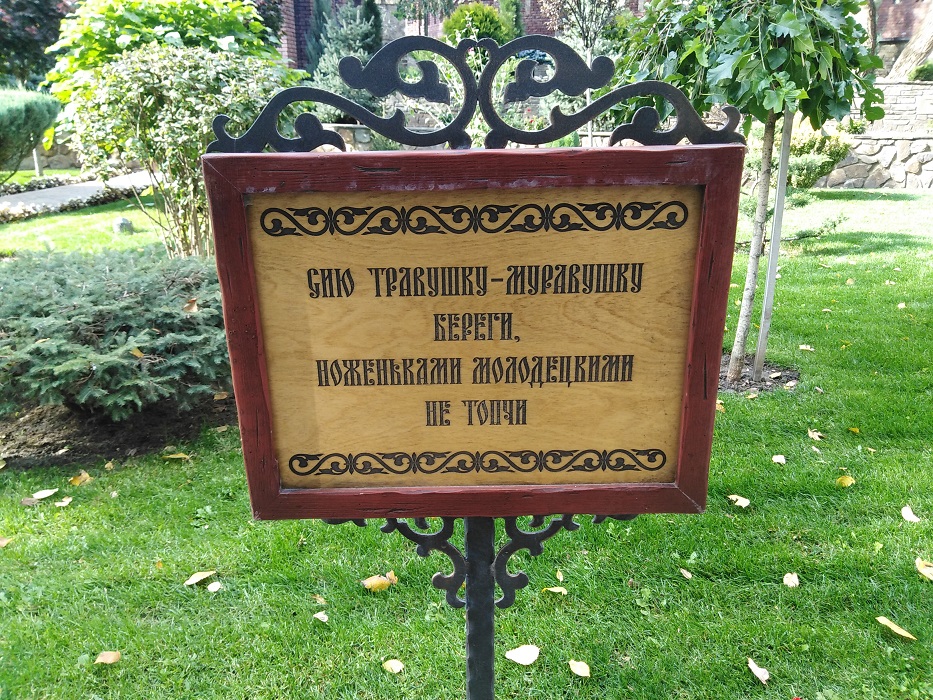 СИЮ ТРАВУШКУ-МУРАВУШКУ
БЕРЕГИ,
НОЖЕНЬКАМИ МОЛОДЕЦКИМИ
НЕ ТОПЧИ